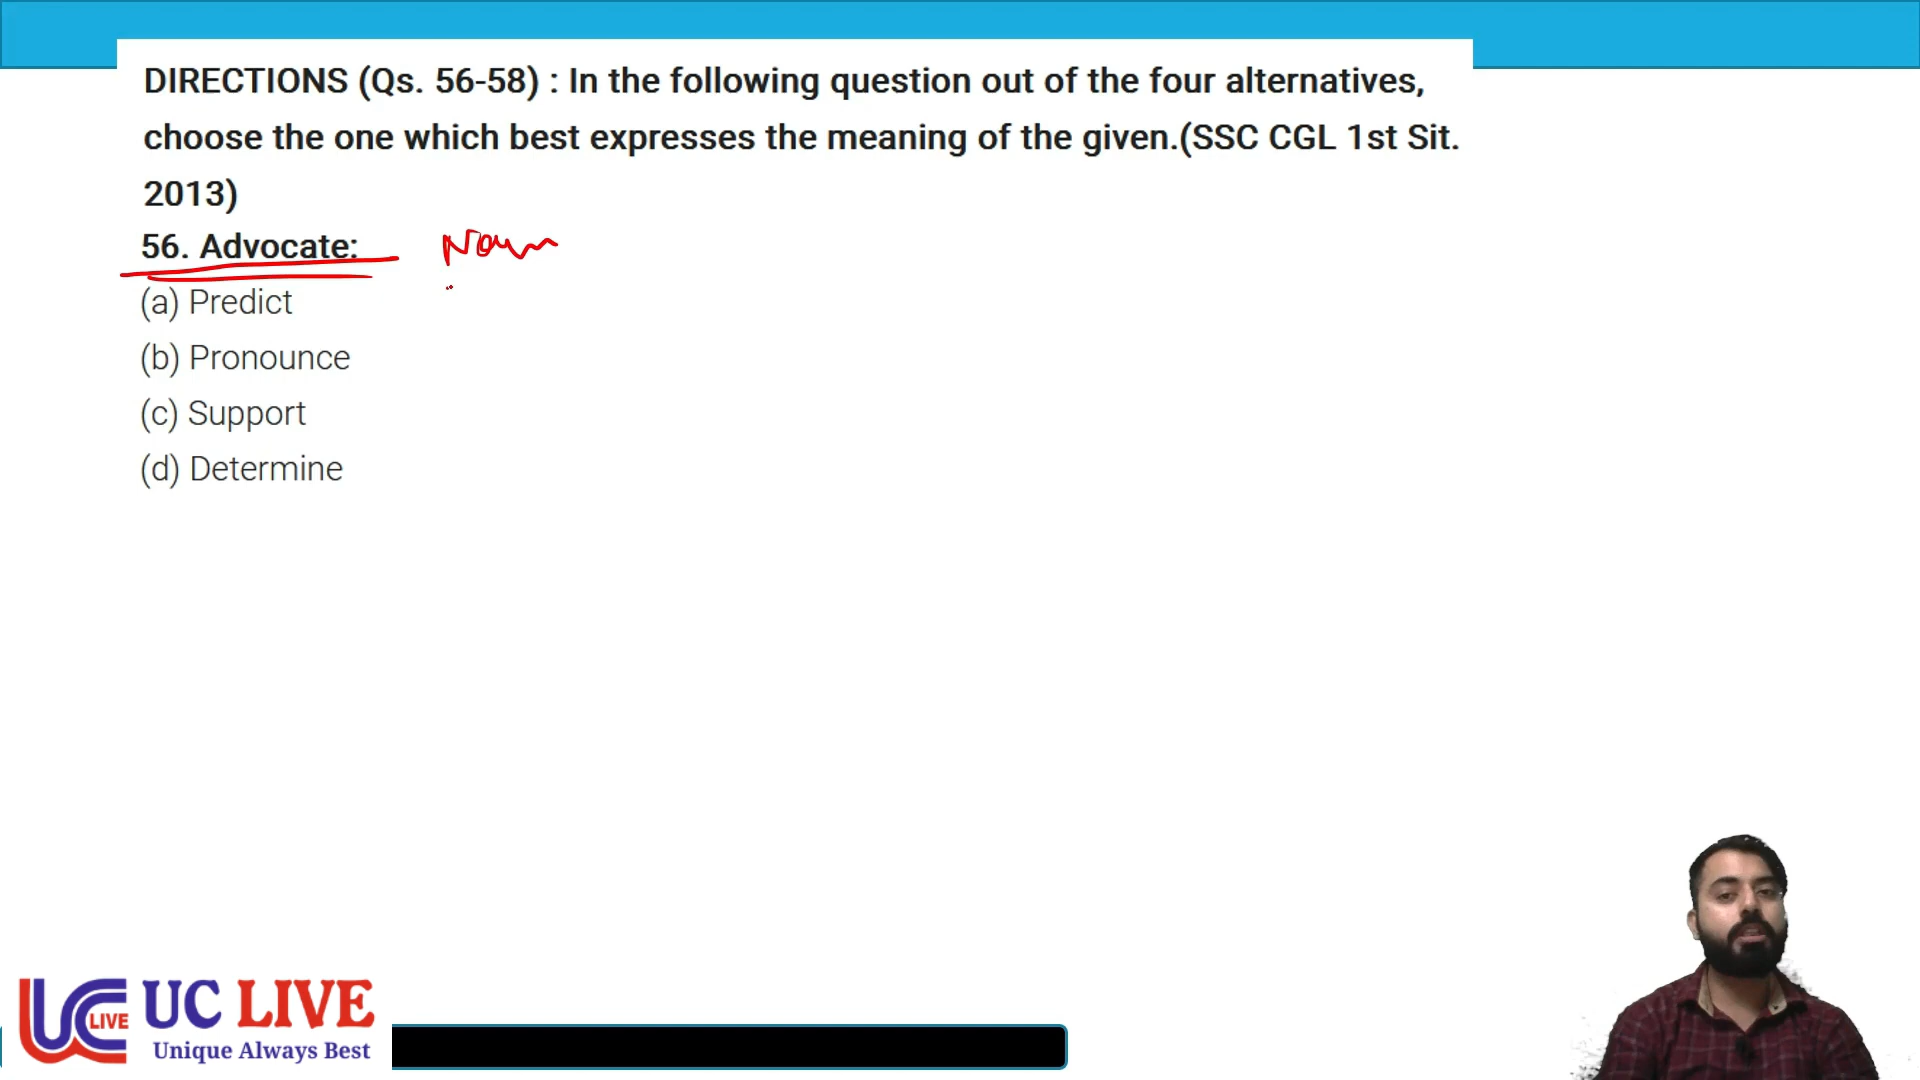 DIRECTIONS (Qs. 56-58) : In the following question out of the four alternatives,
choose the one which best expresses the meaning of the given.(SSC CGL 1st Sit.
2013)
56. Advocate: Noun
(a) Predict
(b) Pronounce
(c) Support
(d) Determine
LIVE UC LIVE
Unique Always Best